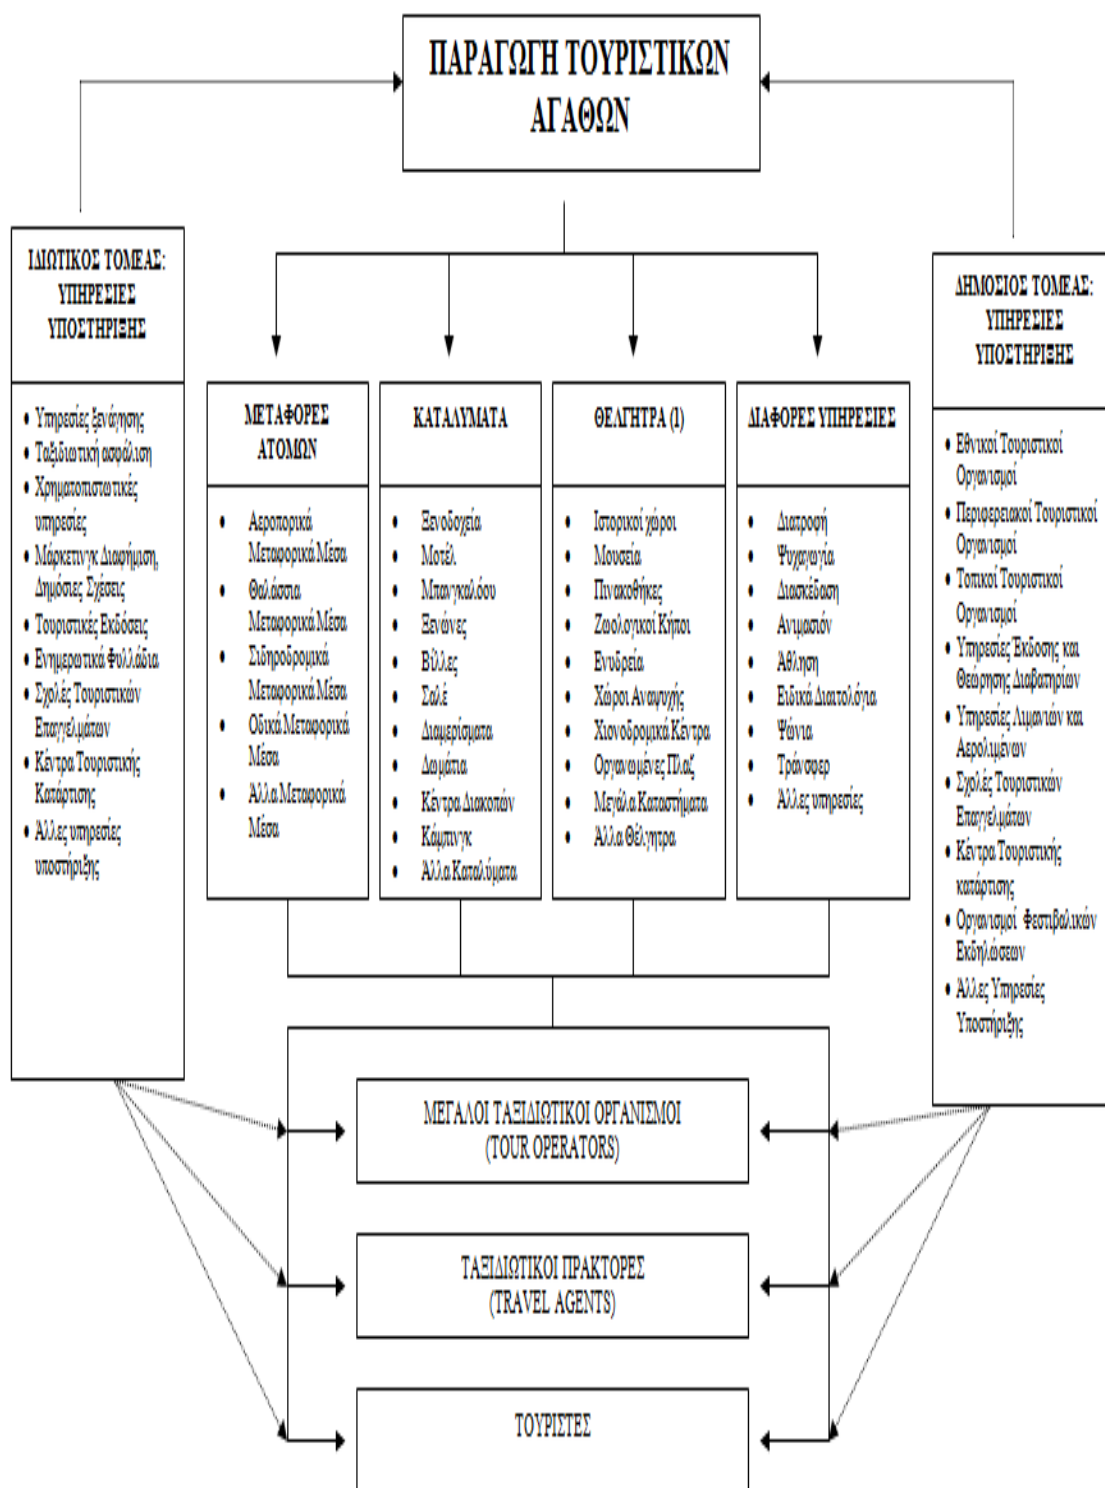 ΠΑΡΑΓΩΓΗ ΤΟΥΡΙΣΤΙΚΩΝ
ΑΓΑΘΩΝ
ΙΔΙΩΤΙΚΟΣ ΤΟΜΕΑΣ:
ΥΠΗΡΕΣΙΕΣ
ΥΠΟΣΤΗΡΙΞΗΣ
• Υπηρεσίες ξενάγησης
• Ταξιδιωτική ασφάλιση
• Χρηματοπιστωτικές
υπηρεσίες
• Μάρκετινγκ Διαφήμιση,
Δημόσιες Σχέσεις
• Τουριστικές Εκδόσεις
• Ενημερωτικά Φυλλάδια
• Σχολές Τουριστικών
Επαγγελμάτων
• Κέντρα Τουριστικής
Κατάρτισης
• Άλλες υπηρεσίες
υποστήριξης
ΜΕΤΑΦΟΡΕΣ
ΑΤΟΜΩΝ
• Αεροπορικά
Μεταφορικά Μέσα
• Θαλάσσια
Μεταφορικά Μέσα
• Σιδηροδρομικά
Μεταφορικά Μέσα
• Οδικά Μεταφορικά
Μέσα
• Άλλα Μεταφορικά
Μέσα
ΚΑΤΑΛΥΜΑΤΑ
• Ξενοδοχεία
• Μοτέλ
• Μπανγκαλόου
• Ξενώνες
• Βίλλες
• Σαλέ
• Διαμερίσματα
• Δωμάτια
• Κέντρα Διακοπών
• Κάμπινγκ
• Άλλα Καταλύματα
ΘΕΛΓΗΤΡΑ (1)
• Ιστορικοί χώροι
• Μουσεία
• Πινακοθήκες
• Ζωολογικοί Κήποι
• Ενυδρεία
• Χώροι Αναψυχής
• Χιονοδρομικά Κέντρα
• Οργανωμένες Πλαζ
• Μεγάλα Καταστήματα
• Άλλα Θέλγητρα
ΔΙΑΦΟΡΕΣ ΥΠΗΡΕΣΙΕΣ
• Διατροφή
• Ψυχαγωγία
• Διασκέδαση
• Ανιμασιόν
• Άθληση
• Ειδικά Διαιτολόγια
• Ψώνια
• Τράνσφερ
• Άλλες υπηρεσίες
ΔΗΜΟΣΙΟΣ ΤΟΜΕΑΣ:
ΥΠΗΡΕΣΙΕΣ
ΥΠΟΣΤΗΡΙΞΗΣ
• Εθνικοί Τουριστικοί
Οργανισμοί
• Περιφερειακοί Τουριστικοί
Οργανισμοί
• Τοπικοί Τουριστικοί
Οργανισμοί
• Υπηρεσίες Έκδοσης και
Θεώρησης Διαβατηρίων
• Υπηρεσίες Λιμανιών και
Αερολιμένων
• Σχολές Τουριστικών
Επαγγελμάτων
• Κέντρα Τουριστικής
κατάρτισης
• Οργανισμοί Φεστιβαλικών
Εκδηλώσεων
• Άλλες Υπηρεσίες
Υποστήριξης
ΜΕΓΑΛΟΙ ΤΑΞΙΔΙΩΤΙΚΟΙ ΟΡΓΑΝΙΣΜΟΙ
(TOUR OPERATORS)
ΤΑΞΙΔΙΩΤΙΚΟΙ ΠΡΑΚΤΟΡΕΣ
(TRAVEL AGENTS)
ΤΟΥΡΙΣΤΕΣ